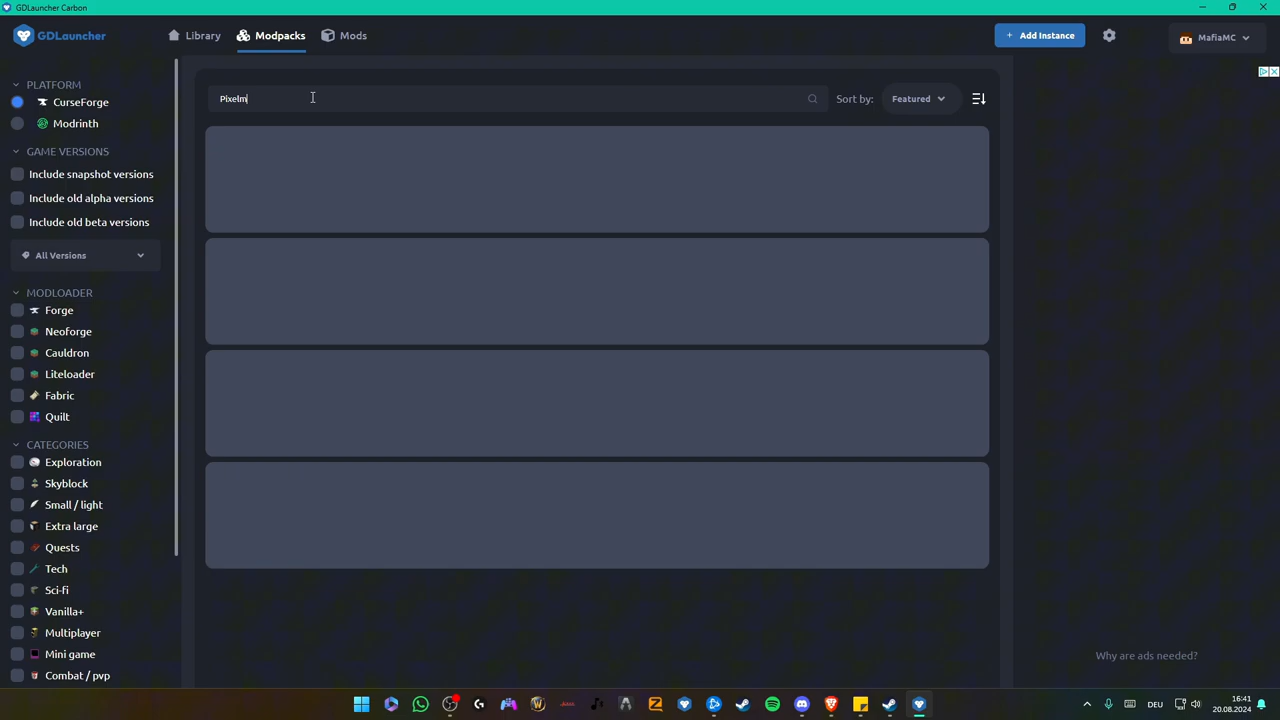 GDLauncher Carbon
GDLauncher
Library
Modpacks
Mods
+ Add Instance
MafiaMC
PLATFORM
CurseForge
Modrinth
GAME VERSIONS
Include snapshot versions
Include old alpha versions
Include old beta versions
All Versions
MODLOADER
Forge
Neoforge
Cauldron
Liteloader
Fabric
Quilt
CATEGORIES
Exploration
Skyblock
Small / light
Extra large
Quests
Tech
Sci-fi
Vanilla+
Multiplayer
Mini game
Combat / pvp
Pixelm
Sort by:
Featured
Why are ads needed?
DEU
16:41
20.08.2024